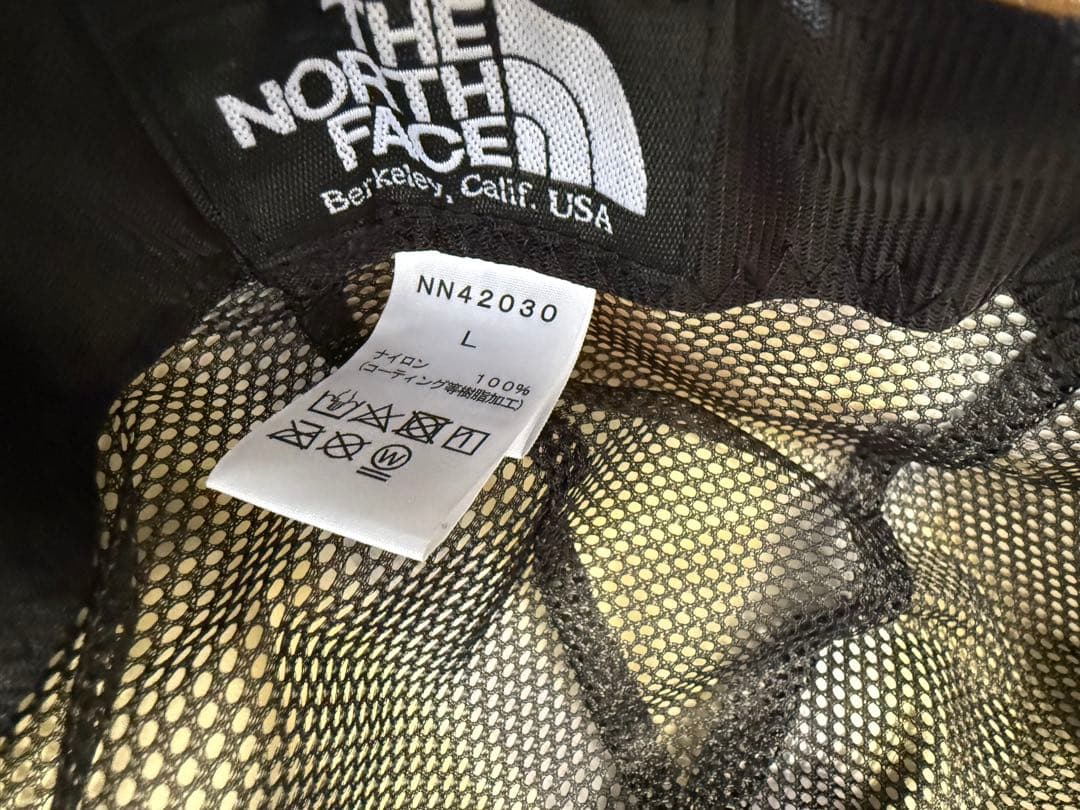 THE
NORTH
FACE
Berkeley, Calif. USA
NN42030
L
ナイロン 100%
(コーティング等樹脂加工)
W